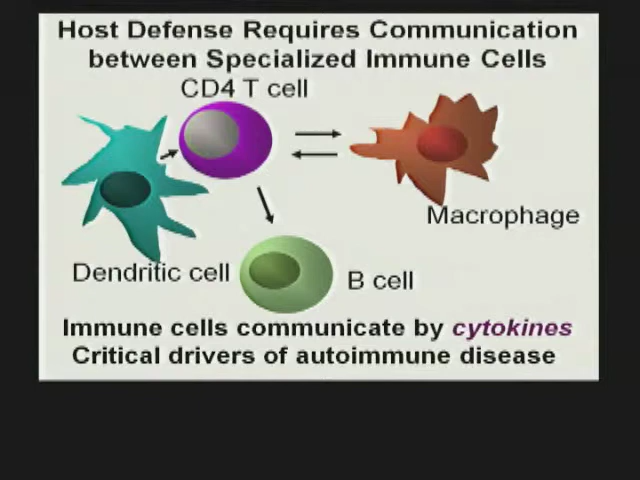 Host Defense Requires Communication
between Specialized Immune Cells
CD4 T cell
Macrophage
Dendritic cell
B cell
Immune cells communicate by cytokines
Critical drivers of autoimmune disease